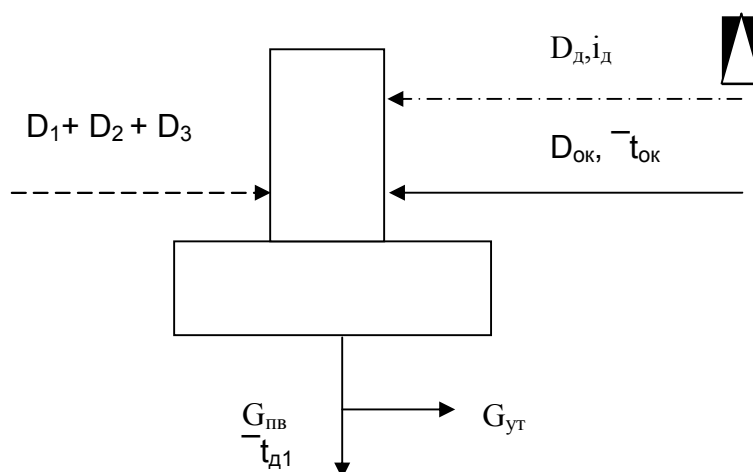 Dд,iд
D1+ D2 + D3
Dок, ¯tок
Gпв
Gут
¯tд1